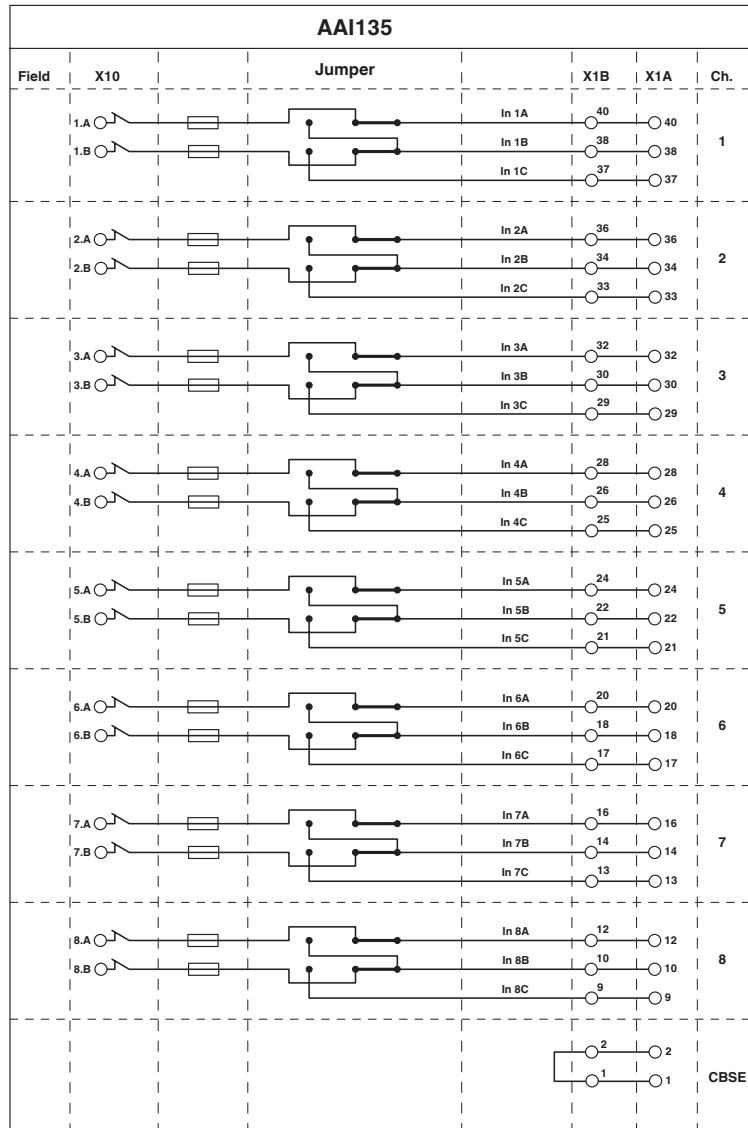 AAI135
Field X10 Jumper X1B X1A Ch.
1.A In 1A 40 40
1.B In 1B 38 38 1
In 1C 37 37
2.A In 2A 36 36
2.B In 2B 34 34 2
In 2C 33 33
3.A In 3A 32 32
3.B In 3B 30 30 3
In 3C 29 29
4.A In 4A 28 28
4.B In 4B 26 26 4
In 4C 25 25
5.A In 5A 24 24
5.B In 5B 22 22 5
In 5C 21 21
6.A In 6A 20 20
6.B In 6B 18 18 6
In 6C 17 17
7.A In 7A 16 16
7.B In 7B 14 14 7
In 7C 13 13
8.A In 8A 12 12
8.B In 8B 10 10 8
In 8C 9 9
2 2
1 1 CBSE